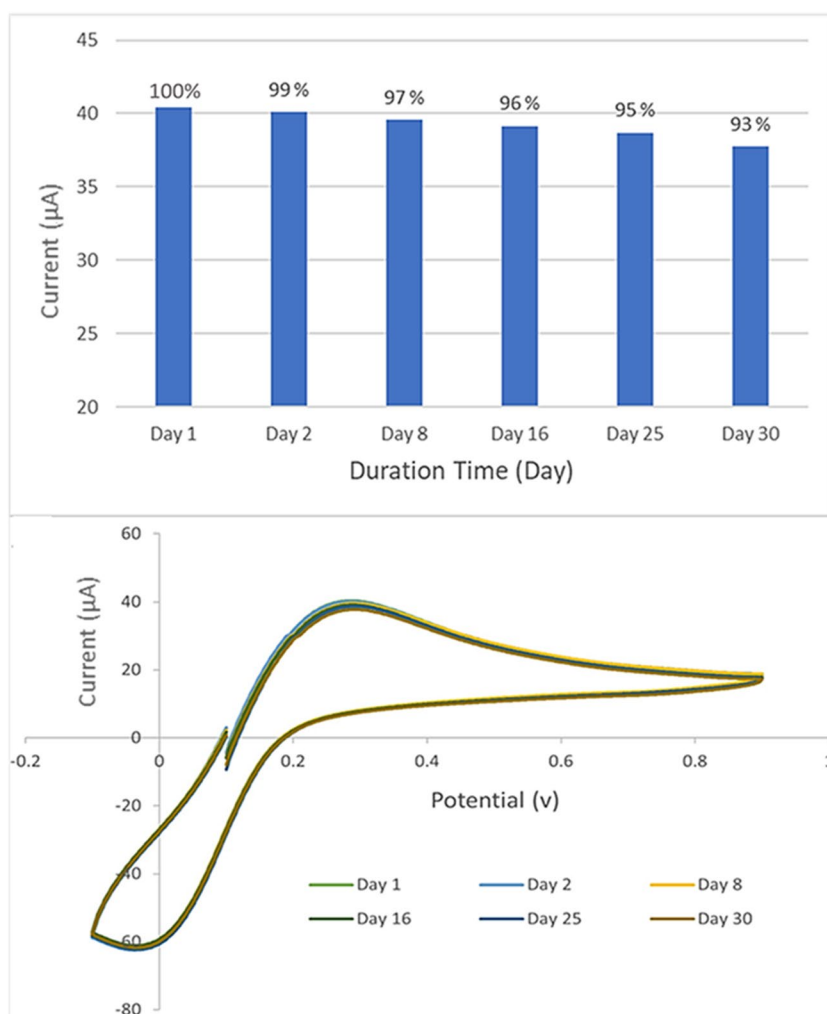 45
100%
99 %
97 %
96 %
95 %
93 %
40
35
30
25
20
Current (µA)
Day 1
Day 2
Day 8
Day 16
Day 25
Day 30
Duration Time (Day)
60
40
20
0
-20
-40
-60
-80
Current (µA)
-0.2
0
0.2
0.4
0.6
0.8
1
Potential (v)
Day 1
Day 2
Day 8
Day 16
Day 25
Day 30